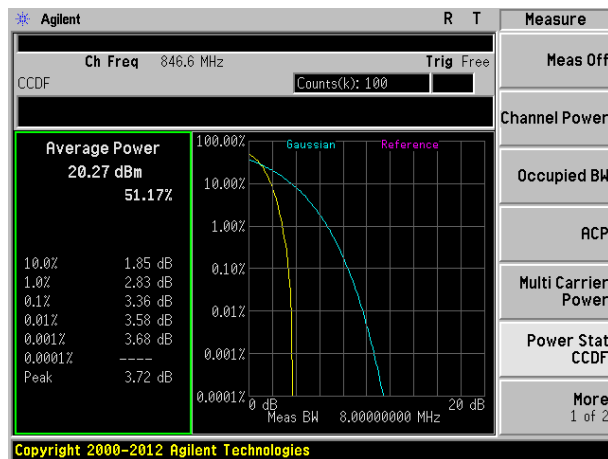 Agilent R T Measure
Ch Freq 846.6 MHz Trig Free
CCDF Counts(k): 100
Meas Off
Channel Power
Occupied BW
ACP
Multi Carrier
Power
Power Stat
CCDF
More
1 of 2
Average Power
20.27 dBm
51.17%
10.0% 1.85 dB
1.0% 2.83 dB
0.1% 3.36 dB
0.01% 3.58 dB
0.001% 3.68 dB
0.0001% ----
Peak 3.72 dB
Gaussian Reference
100.00%
10.00%
1.00%
0.10%
0.01%
0.001%
0.0001%
0 dB 20 dB
Meas BW 8.00000000 MHz
Copyright 2000-2012 Agilent Technologies